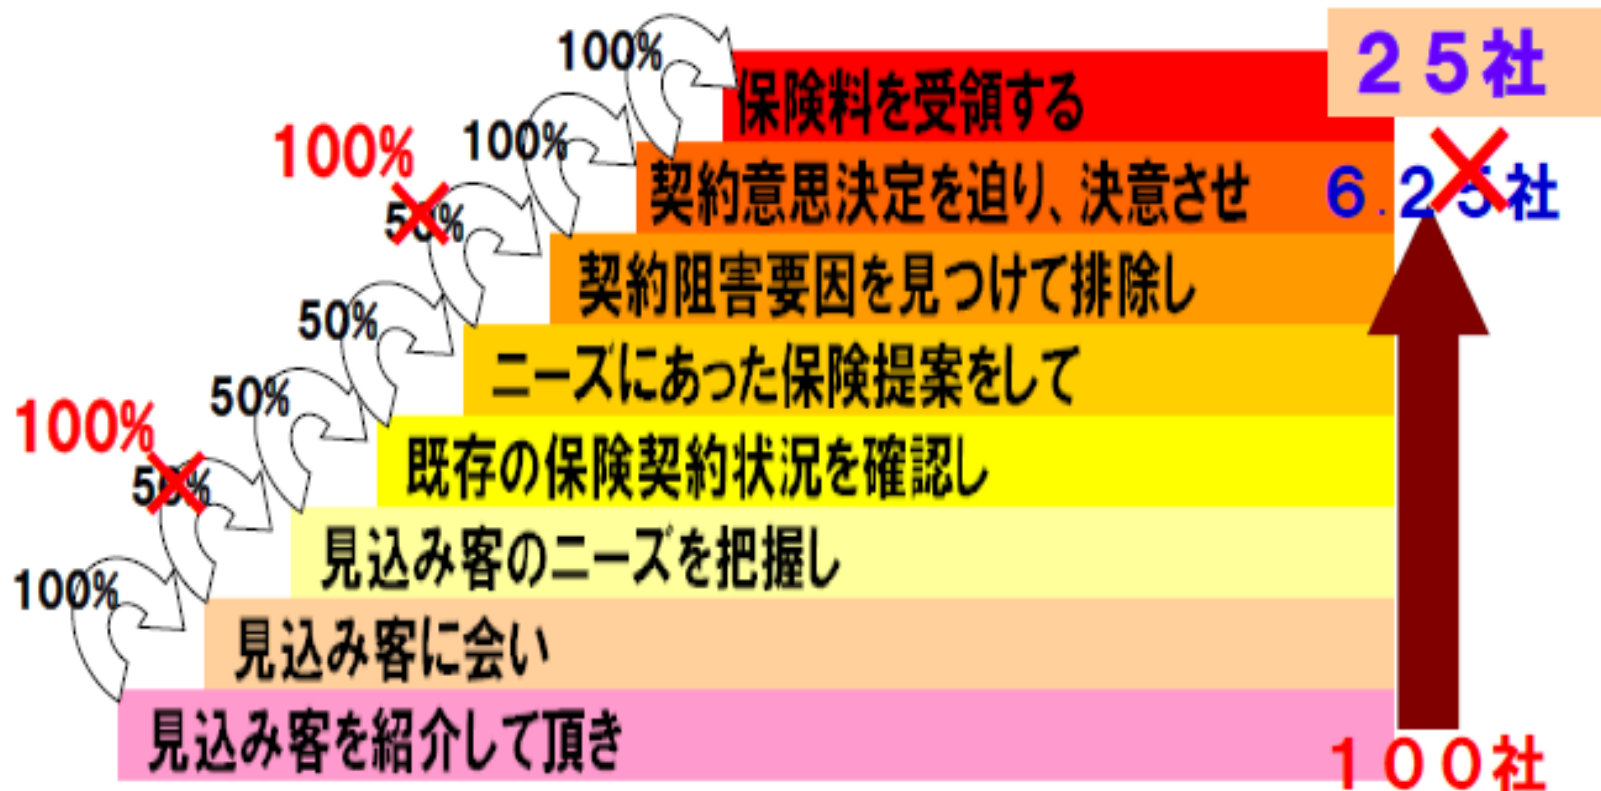 100%
２５社
保険料を受領する
100%
100%
50%
契約意思決定を迫り、決意させ
６.２５社
契約阻害要因を見つけて排除し
50%
ニーズにあった保険提案をして
50%
既存の保険契約状況を確認し
100%
50%
見込み客のニーズを把握し
100%
見込み客に会い
見込み客を紹介して頂き
１００社